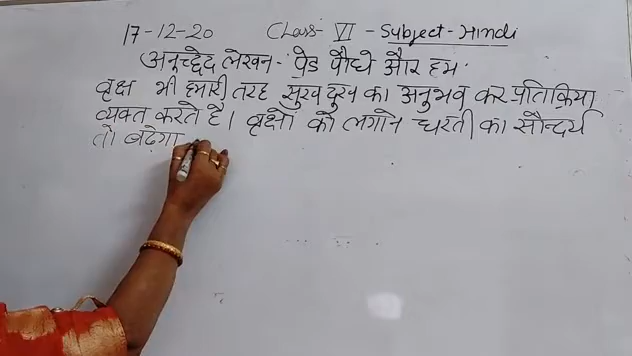 17-12-20 Class- VI - Subject- Hindi
अनुच्छेद लेखन- पेड पौधे और हम
वृक्ष भी हमारी तरह सुख दुख का अनुभव कर प्रतिक्रिया
व्यक्त करते है। वृक्षों को लगाने धरती का सौन्दर्य
तो बढ़ेगा